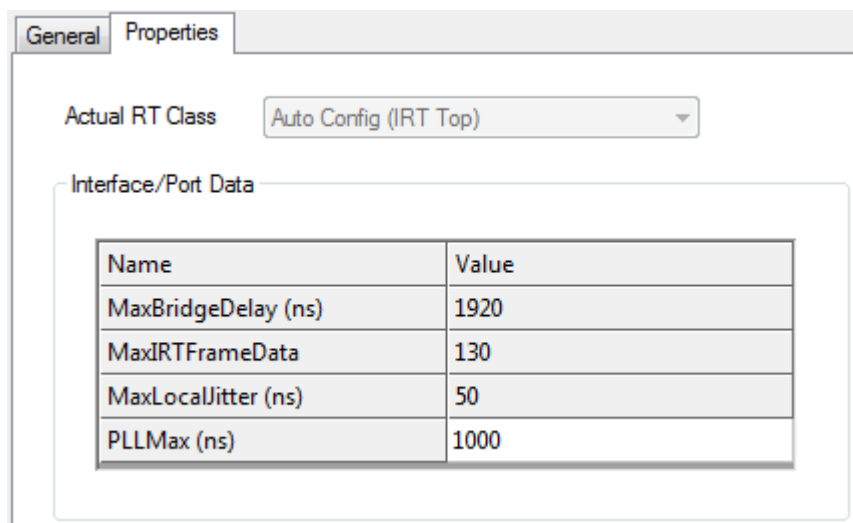 General Properties
Actual RT Class Auto Config (IRT Top)
Interface/Port Data
Name Value
MaxBridgeDelay (ns) 1920
MaxIRTFrameData 130
MaxLocalJitter (ns) 50
PLLMax (ns) 1000